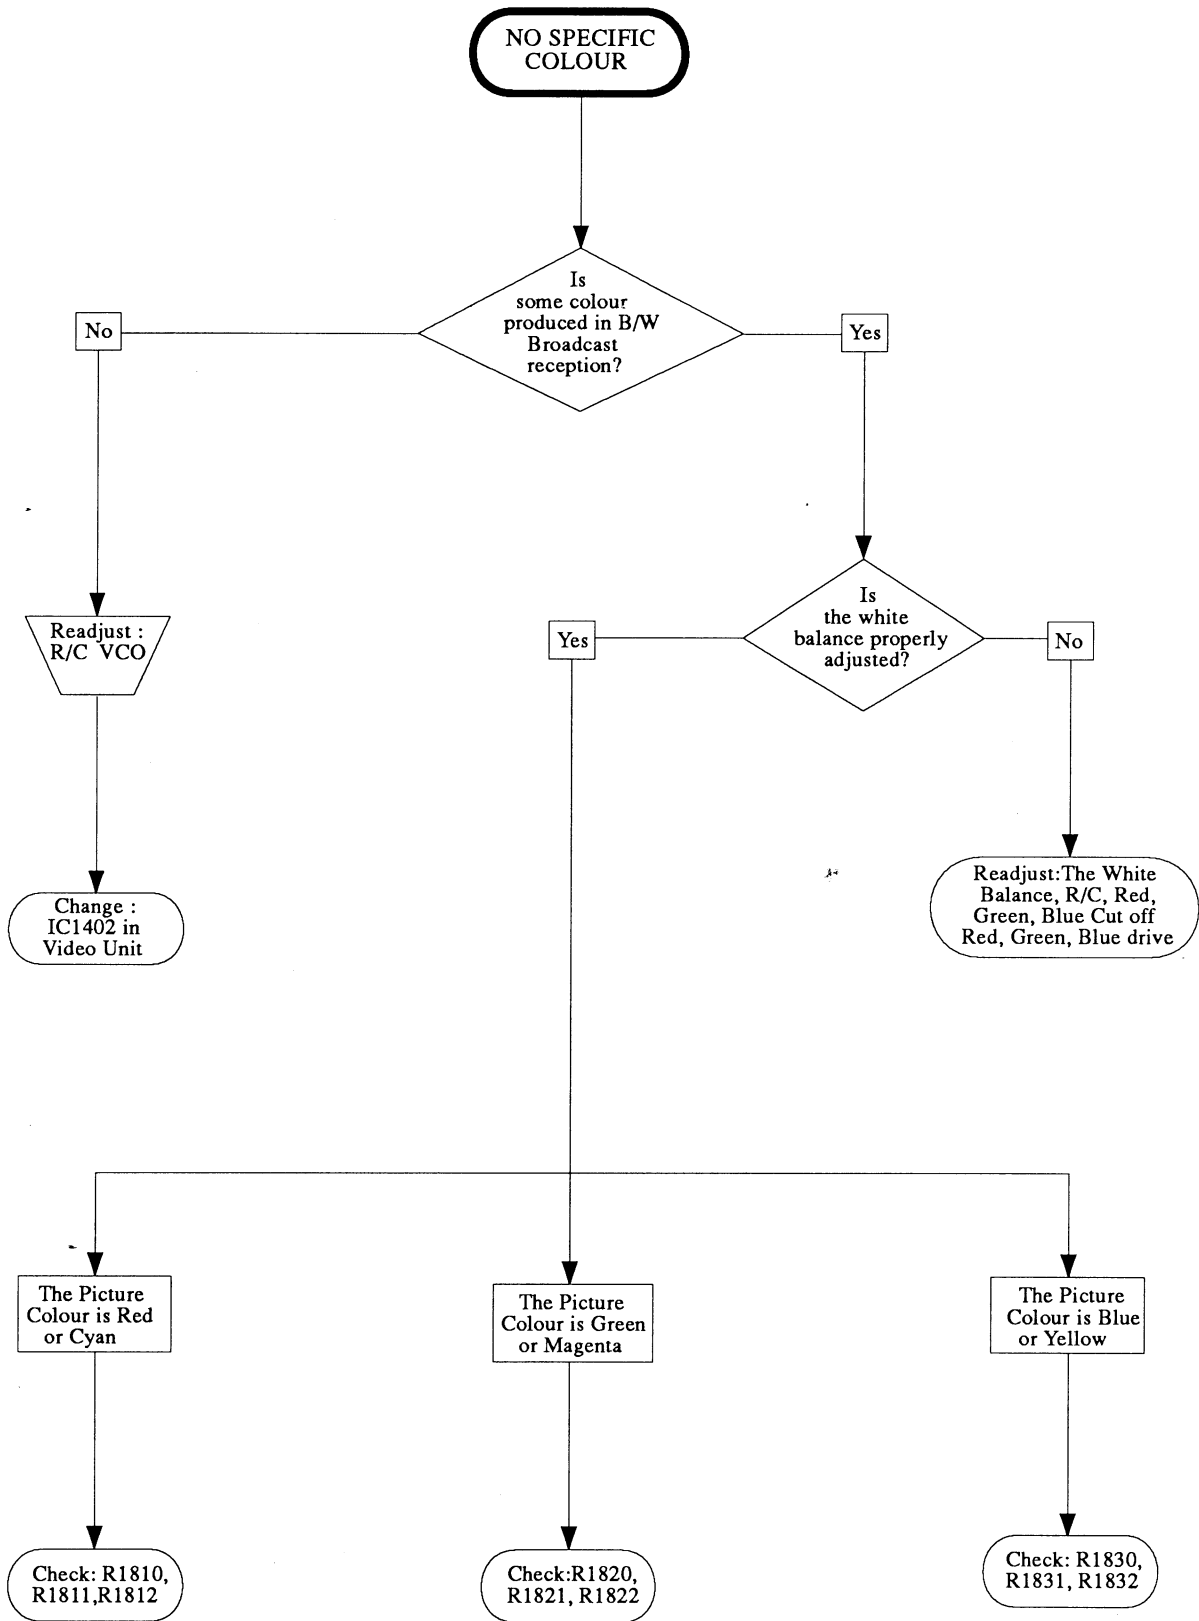 NO SPECIFIC
COLOUR
Is
some colour
produced in B/W
Broadcast
reception?
No
Yes
Readjust :
R/C VCO
Change :
IC1402 in
Video Unit
Is
the white
balance properly
adjusted?
Yes
No
Readjust:The White
Balance, R/C, Red,
Green, Blue Cut off
Red, Green, Blue drive
The Picture
Colour is Red
or Cyan
The Picture
Colour is Green
or Magenta
The Picture
Colour is Blue
or Yellow
Check: R1810,
R1811,R1812
Check:R1820,
R1821, R1822
Check: R1830,
R1831, R1832